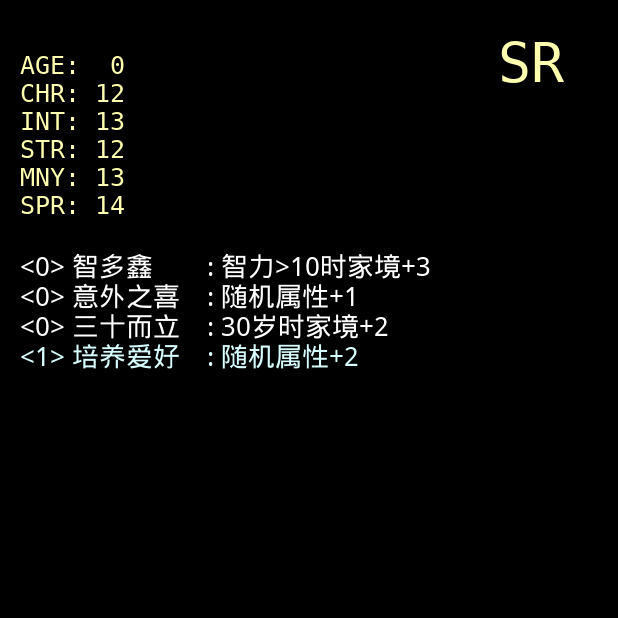 SR
AGE:  0
CHR: 12
INT: 13
STR: 12
MNY: 13
SPR: 14
<0> 智多鑫 : 智力>10时家境+3
<0> 意外之喜 : 随机属性+1
<0> 三十而立 : 30岁时家境+2
<1> 培养爱好 : 随机属性+2